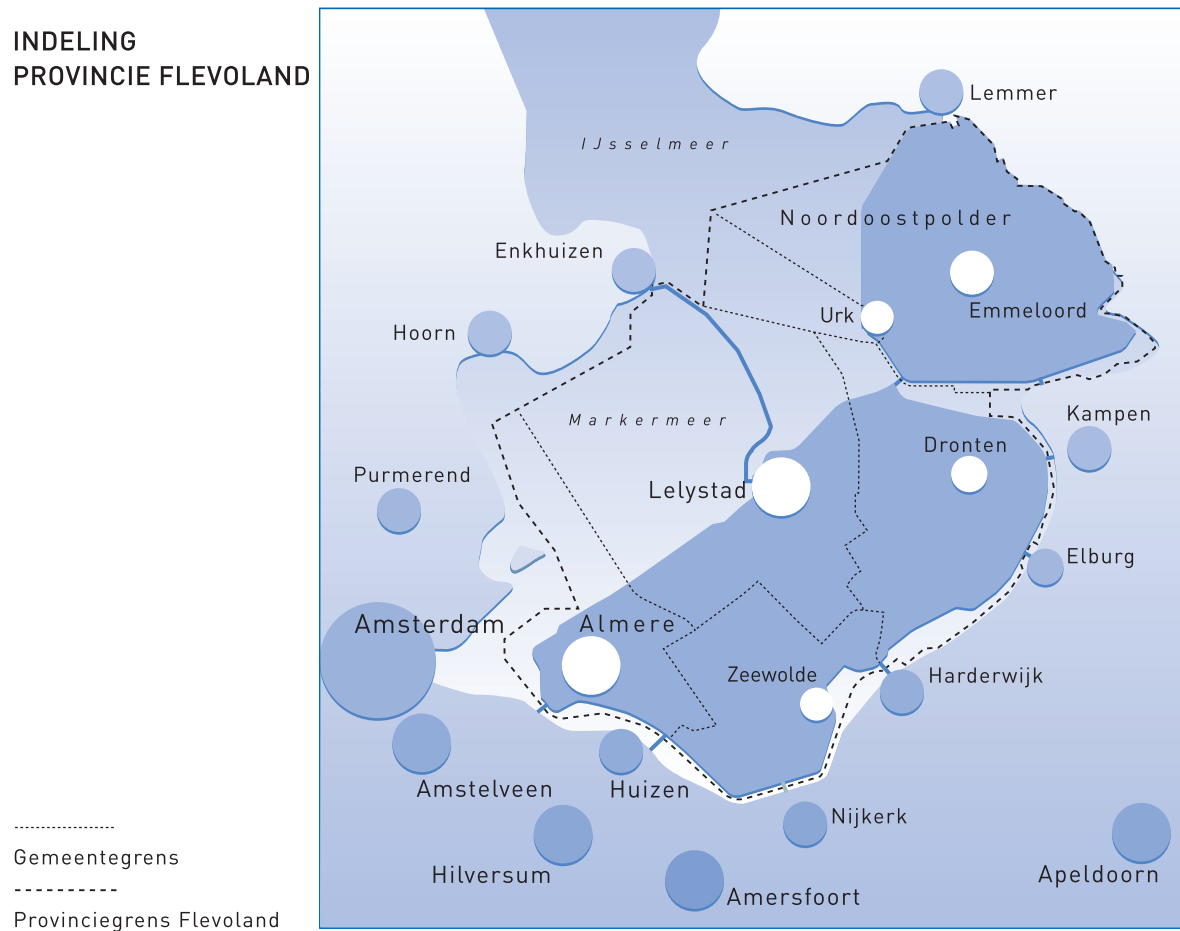 INDELING
PROVINCIE FLEVOLAND
Lemmer
IJsselmeer
Noordoostpolder
Enkhuizen
Urk
Emmeloord
Hoorn
Kampen
Markermeer
Dronten
Purmerend
Lelystad
Elburg
Amsterdam
Almere
Zeewolde
Harderwijk
Amstelveen
Huizen
Nijkerk
Gemeentegrens
Hilversum
Apeldoorn
Amersfoort
Provinciegrens Flevoland